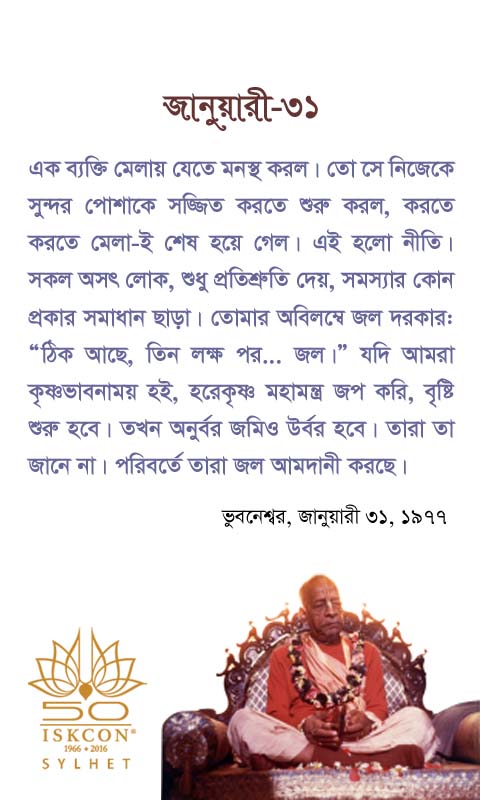 জানুয়ারী-৩১
এক ব্যক্তি মেলায় যেতে মনস্থ করল। তো সে নিজেকে
সুন্দর পোশাকে সজ্জিত করতে শুরু করল, করতে
করতে মেলা-ই শেষ হয়ে গেল। এই হলো নীতি।
সকল অসৎ লোক, শুধু প্রতিশ্রুতি দেয়, সমস্যার কোন
প্রকার সমাধান ছাড়া। তোমার অবিলম্বে জল দরকার:
“ঠিক আছে, তিন লক্ষ পর... জল।” যদি আমরা
কৃষ্ণভাবনাময় হই, হরেকৃষ্ণ মহামন্ত্র জপ করি, বৃষ্টি
শুরু হবে। তখন অনুর্বর জমিও উর্বর হবে। তারা তা
জানে না। পরিবর্তে তারা জল আমদানী করছে।
ভুবনেশ্বর, জানুয়ারী ৩১, ১৯৭৭
50
ISKCON®
1966 • 2016
SYLHET